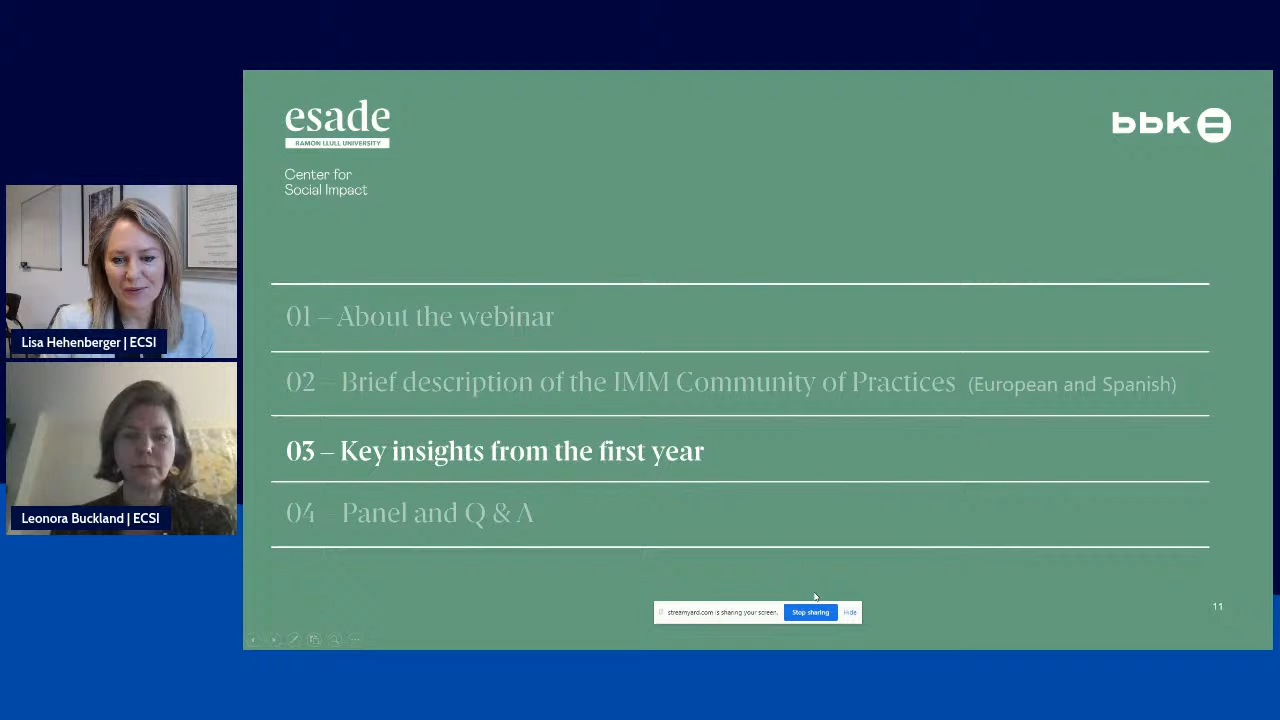 esade
RAMON LLULL UNIVERSITY
Center for
Social Impact
bbk
01 – About the webinar
02 – Brief description of the IMM Community of Practices (European and Spanish)
03 – Key insights from the first year
04 – Panel and Q & A
Lisa Hehenberger | ECSI
Leonora Buckland | ECSI
streamyard.com is sharing your screen.
Stop sharing
Hide
11